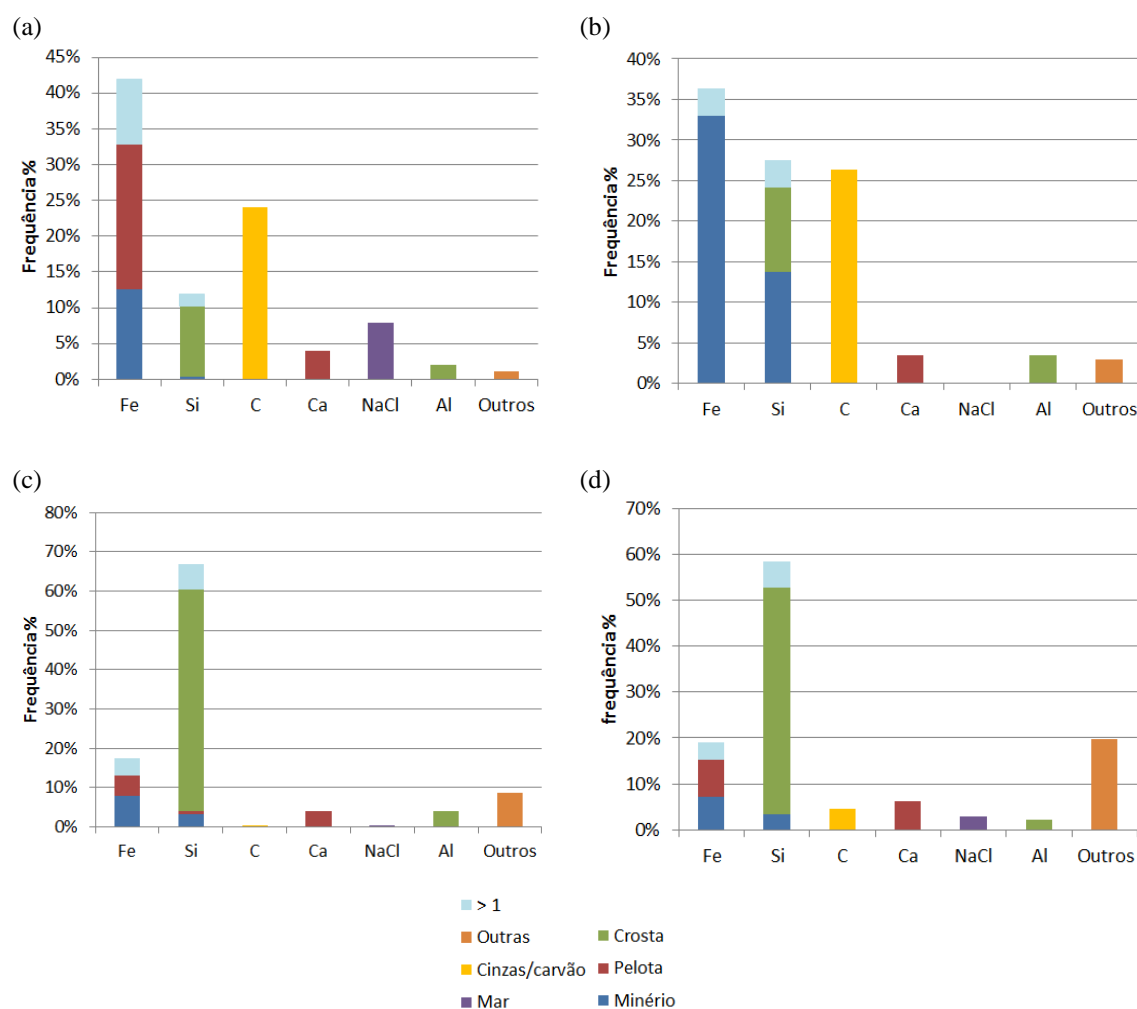 (a)
Frequência%
45%
40%
35%
30%
25%
20%
15%
10%
5%
0%
Fe Si C Ca NaCl Al Outros
(b)
Frequência%
40%
35%
30%
25%
20%
15%
10%
5%
0%
Fe Si C Ca NaCl Al Outros
(c)
Frequência%
80%
70%
60%
50%
40%
30%
20%
10%
0%
Fe Si C Ca NaCl Al Outros
(d)
frequência%
70%
60%
50%
40%
30%
20%
10%
0%
Fe Si C Ca NaCl Al Outros
> 1
Outras Crosta
Cinzas/carvão Pelota
Mar Minério